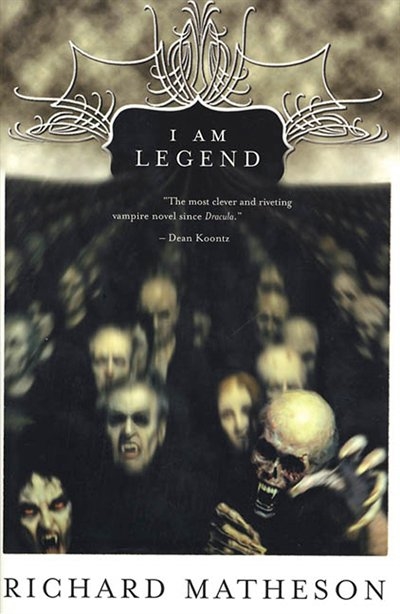 I AM
LEGEND
"The most clever and riveting
vampire novel since Dracula."
– Dean Koontz
RICHARD MATHESON